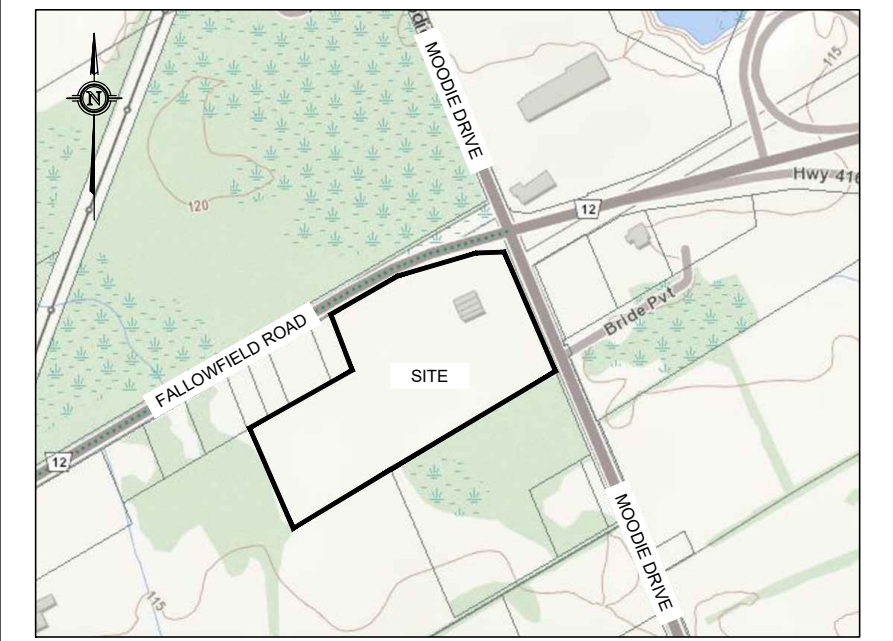 MOODIE DRIVE
N
115
Hwy 416
120
12
Bride Pvt
FALLOWFIELD ROAD
SITE
12
MOODIE DRIVE
115